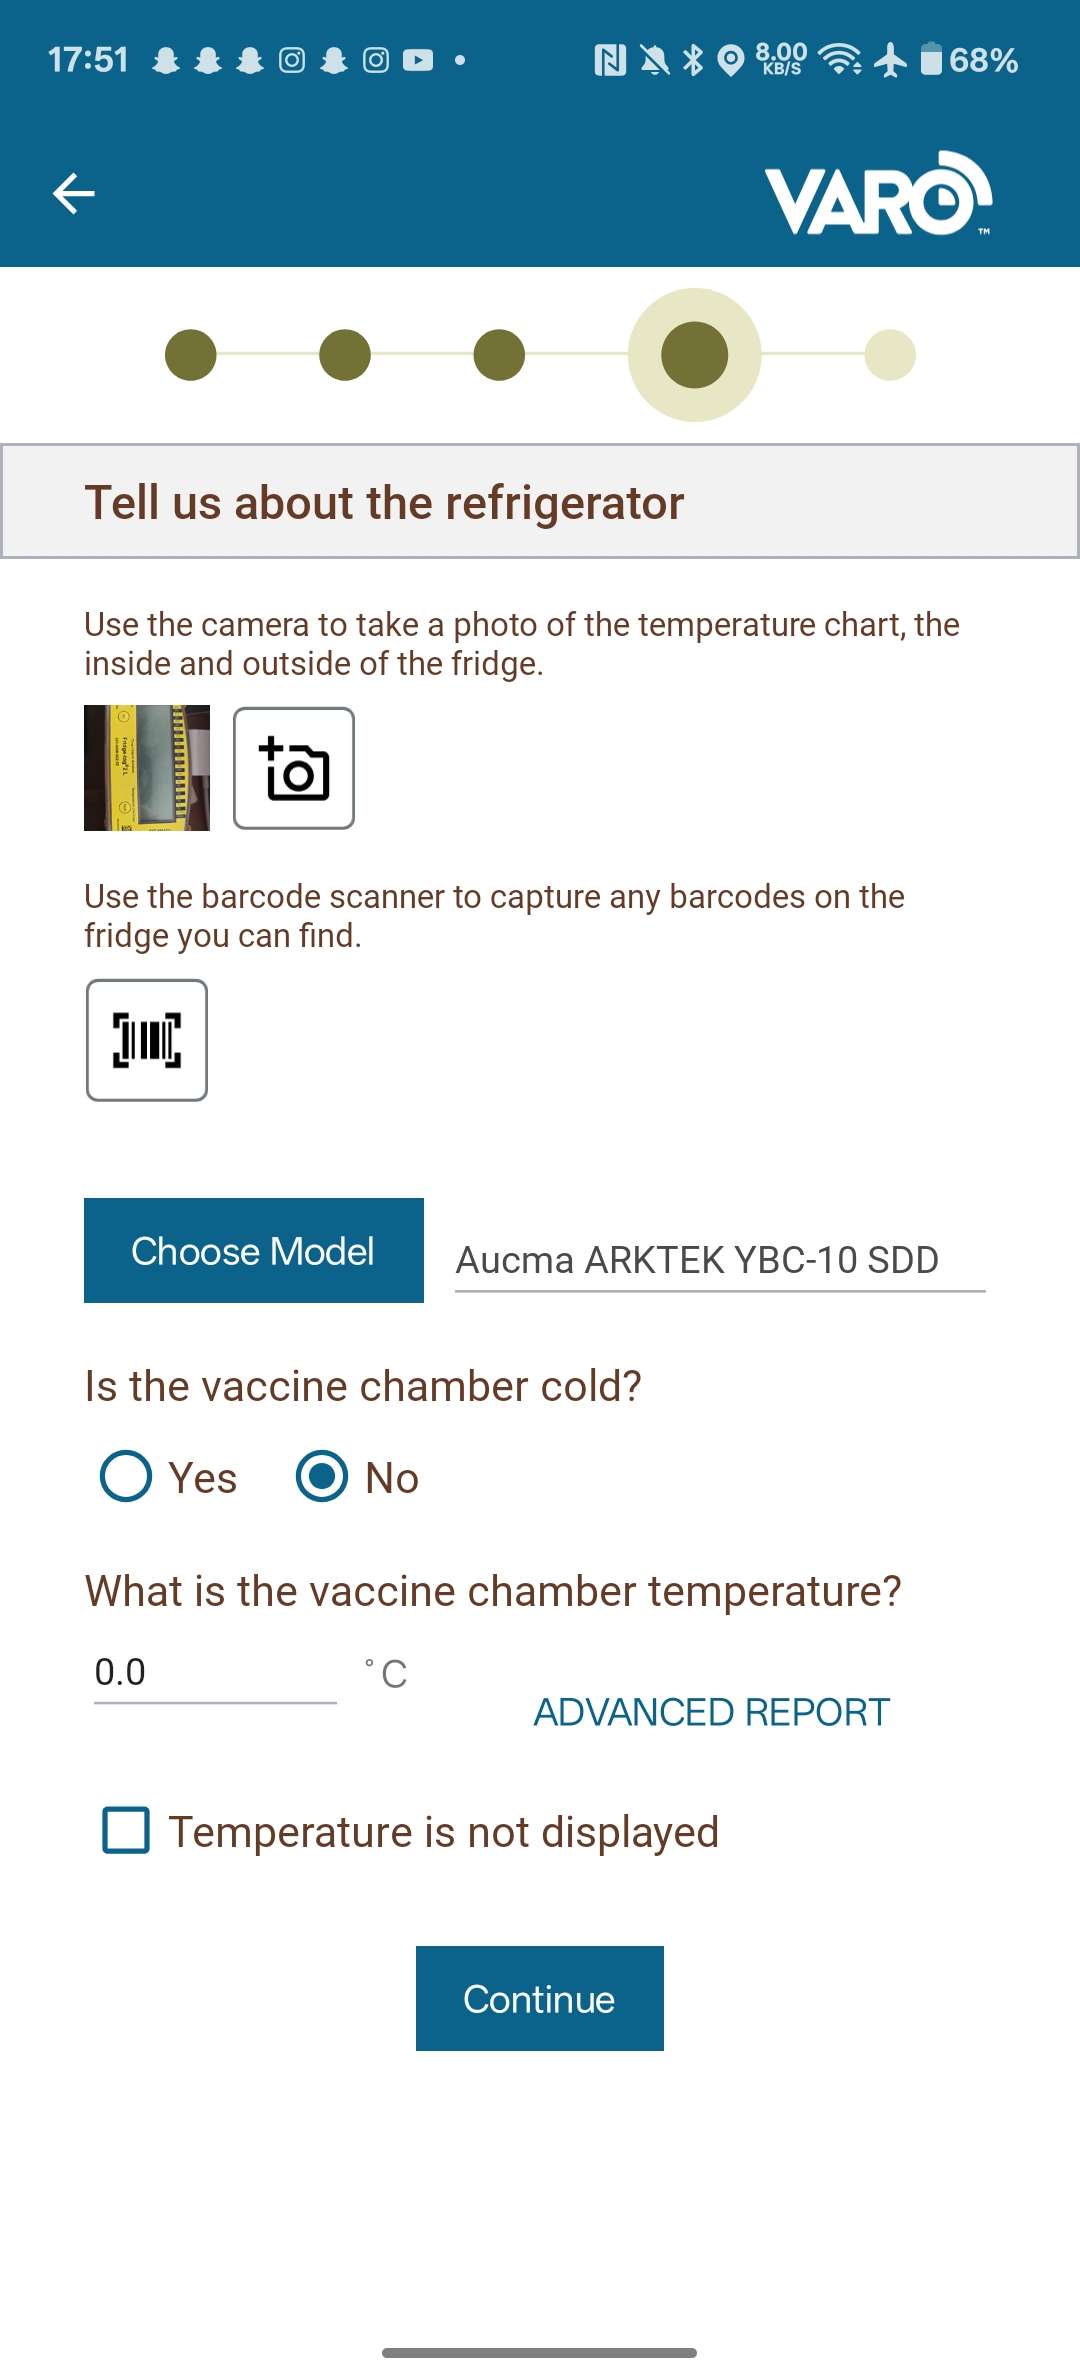 17:51
8.00
KB/S
68%
VARO™
Tell us about the refrigerator
Use the camera to take a photo of the temperature chart, the
inside and outside of the fridge.
Use the barcode scanner to capture any barcodes on the
fridge you can find.
Choose Model
Aucma ARKTEK YBC-10 SDD
Is the vaccine chamber cold?
Yes
No
What is the vaccine chamber temperature?
0.0
°C
ADVANCED REPORT
Temperature is not displayed
Continue